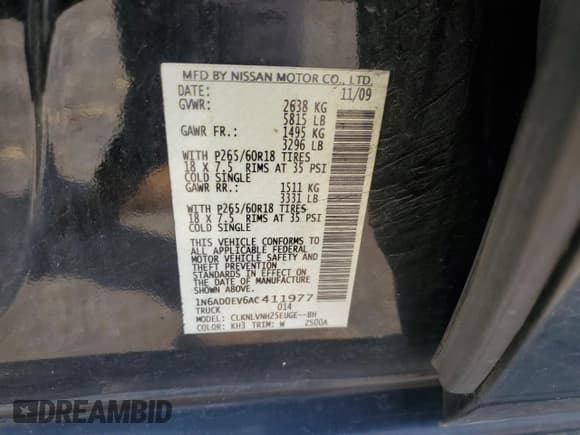 MFD BY NISSAN MOTOR CO., LTD.
DATE: 11/09
GVWR: 2638 KG
5815 LB
GAWR FR.: 1495 KG
3296 LB
WITH P265/60R18 TIRES
18 X 7.5 RIMS AT 35 PSI
COLD SINGLE
GAWR RR.: 1511 KG
3331 LB
WITH P265/60R18 TIRES
18 X 7.5 RIMS AT 35 PSI
COLD SINGLE
THIS VEHICLE CONFORMS TO
ALL APPLICABLE FEDERAL
MOTOR VEHICLE SAFETY AND
THEFT PREVENTION
STANDARDS IN EFFECT ON
THE DATE OF MANUFACTURE
SHOWN ABOVE.
1N6AD0EV6AC411977
TRUCK 014
MODEL: CLKNLVNHZ5EUGE--BH
COLOR: KH3 TRIM: W 2500A
DREAMBID